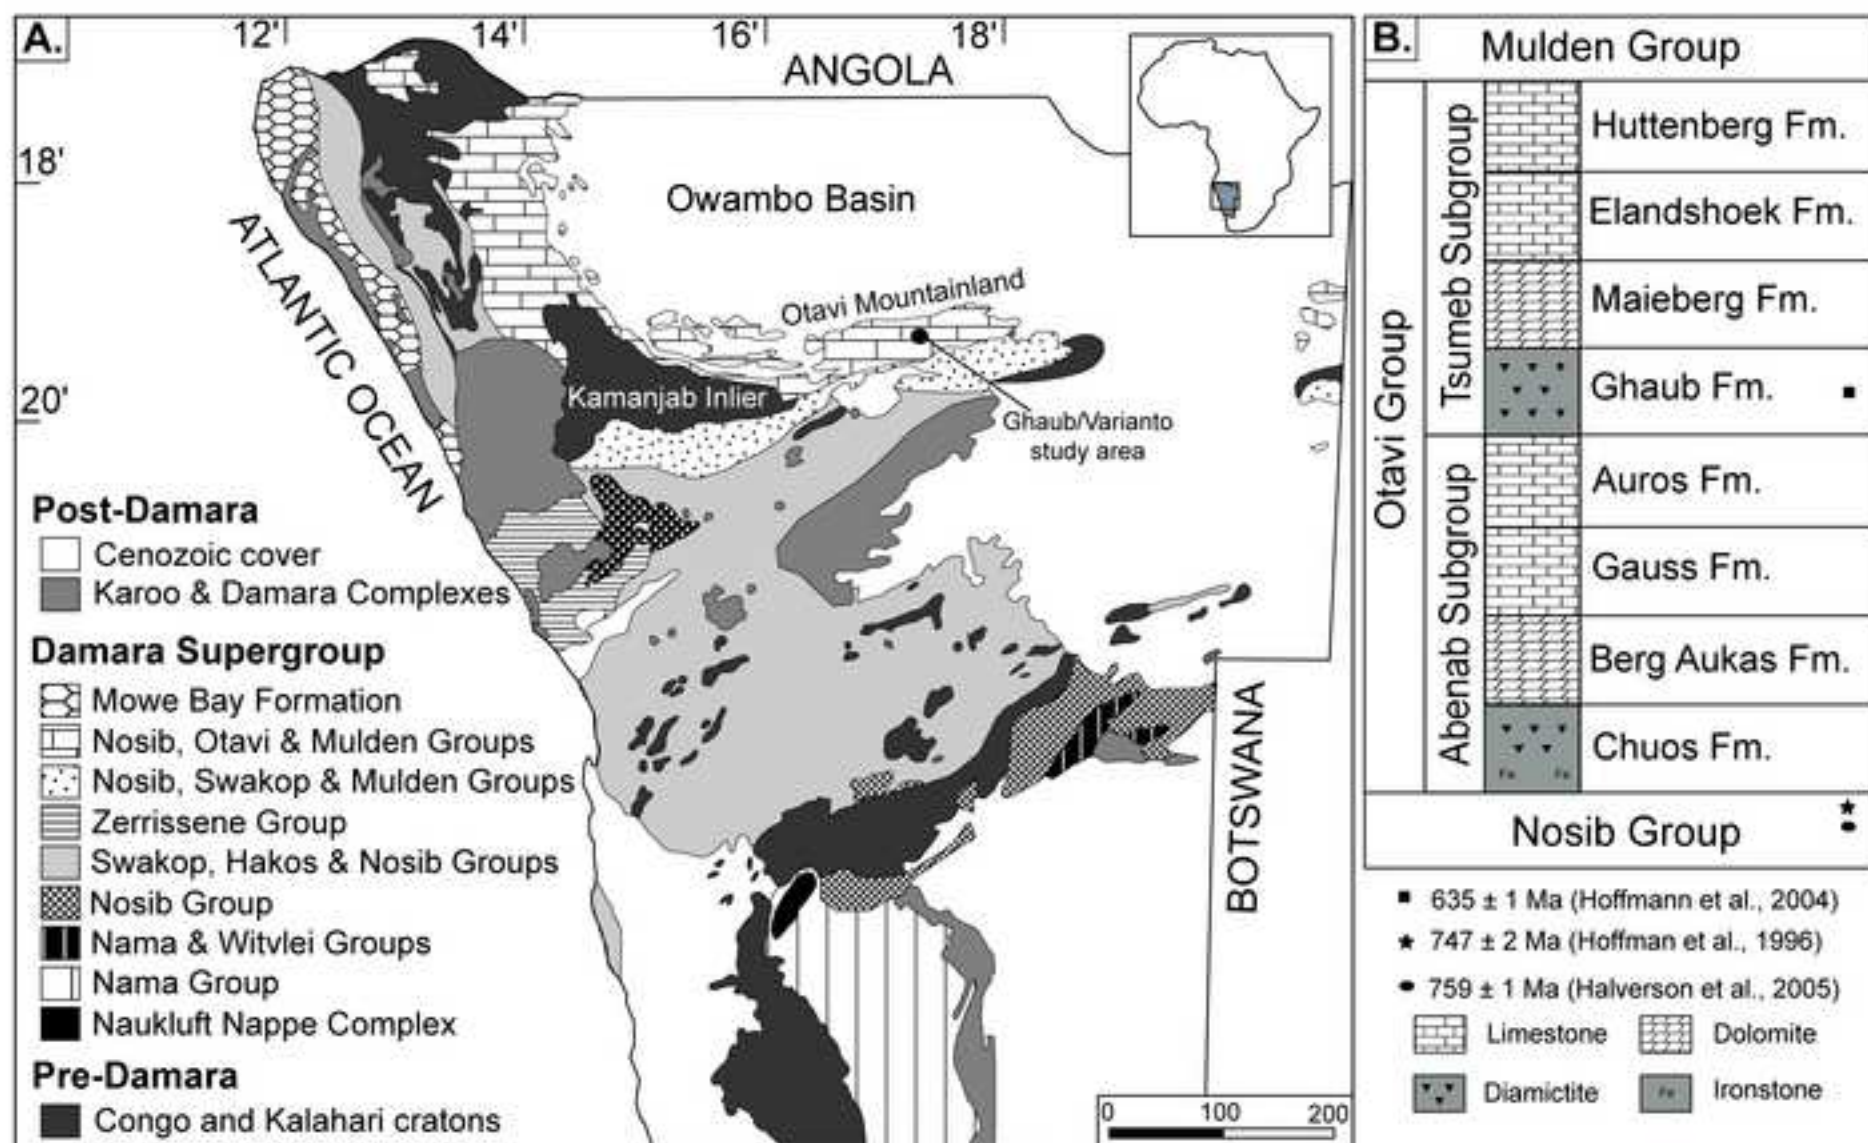 A.
12'
14'
16'
18'
ANGOLA
18'
20'
Owambo Basin
ATLANTIC OCEAN
Otavi Mountainland
Kamanjab Inlier
Ghaub/Varianto
study area
BOTSWANA
Post-Damara
Cenozoic cover
Karoo & Damara Complexes
Damara Supergroup
Mowe Bay Formation
Nosib, Otavi & Mulden Groups
Nosib, Swakop & Mulden Groups
Zerrissene Group
Swakop, Hakos & Nosib Groups
Nosib Group
Nama & Witvlei Groups
Nama Group
Naukluft Nappe Complex
Pre-Damara
Congo and Kalahari cratons
0 100 200
B.
Mulden Group
Otavi Group
Tsumeb Subgroup
Huttenberg Fm.
Elandshoek Fm.
Maieberg Fm.
Ghaub Fm.
Abenab Subgroup
Auros Fm.
Gauss Fm.
Berg Aukas Fm.
Chuos Fm.
Fe Fe
Nosib Group
635 ± 1 Ma (Hoffmann et al., 2004)
747 ± 2 Ma (Hoffman et al., 1996)
759 ± 1 Ma (Halverson et al., 2005)
Limestone
Dolomite
Diamictite
Fe
Ironstone